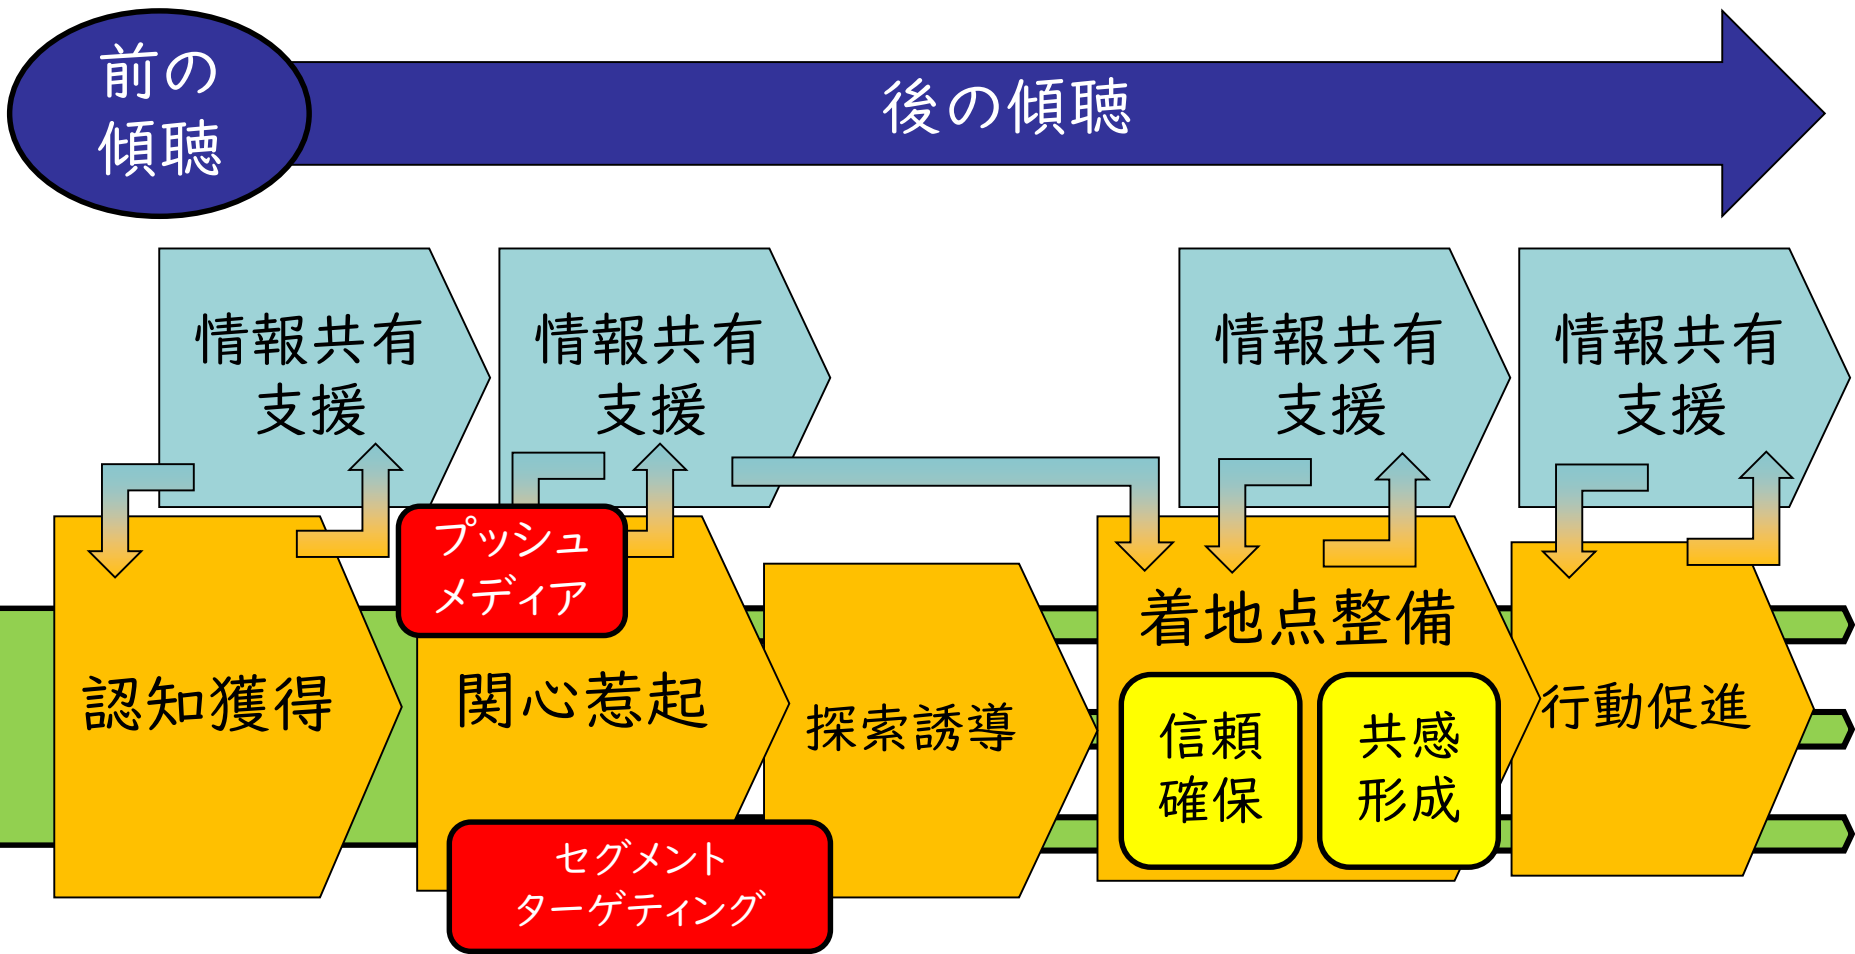 前の
傾聴
後の傾聴
情報共有
支援
情報共有
支援
情報共有
支援
情報共有
支援
プッシュ
メディア
認知獲得
関心惹起
探索誘導
着地点整備
行動促進
信頼
確保
共感
形成
セグメント
ターゲティング